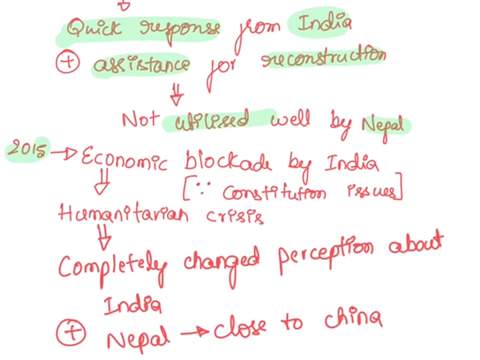 Quick response from India
⊕ assistance for reconstruction
⇓
Not utilised well by Nepal
2015 → Economic blockade by India
⇓ [∵ Constitution issues]
Humanitarian crisis
⇓
Completely changed perception about
India
⊕ Nepal → close to china